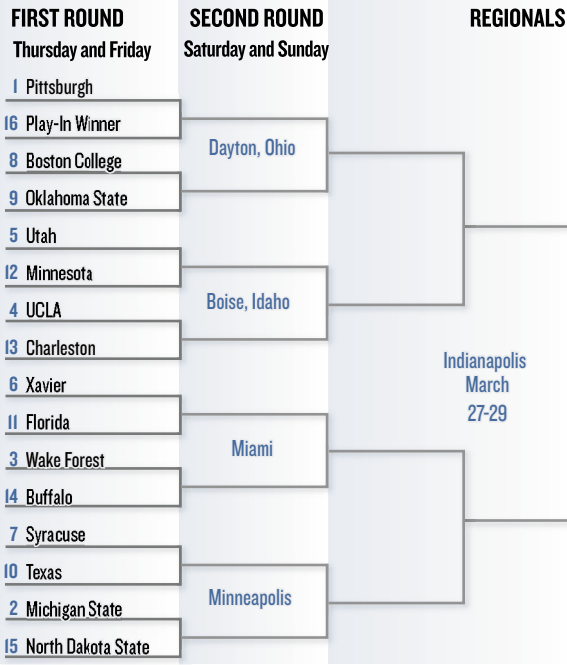 FIRST ROUND
Thursday and Friday
SECOND ROUND
Saturday and Sunday
REGIONALS
1 Pittsburgh
16 Play-In Winner
8 Boston College
9 Oklahoma State
5 Utah
12 Minnesota
4 UCLA
13 Charleston
6 Xavier
11 Florida
3 Wake Forest
14 Buffalo
7 Syracuse
10 Texas
2 Michigan State
15 North Dakota State
Dayton, Ohio
Boise, Idaho
Miami
Minneapolis
Indianapolis
March
27-29